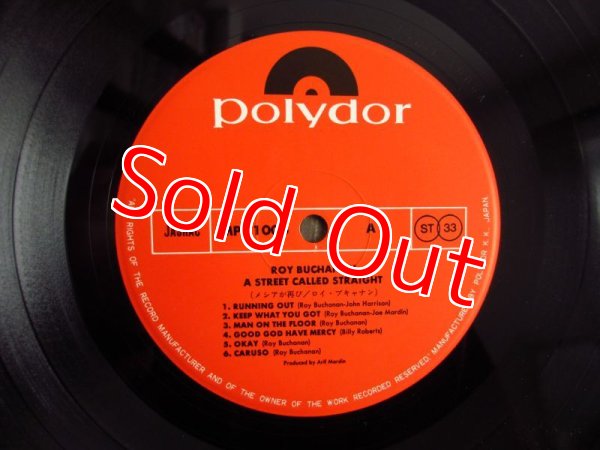 polydor
Sold Out
JASRAC
A
ST 33
ROY BUCHANAN
A STREET CALLED STRAIGHT
(メシアが再び/ロイ・ブキャナン)
1. RUNNING OUT (Roy Buchanan-John Harrison)
2. KEEP WHAT YOU GOT (Roy Buchanan-Joe Mardin)
3. MAN ON THE FLOOR (Roy Buchanan)
4. GOOD GOD HAVE MERCY (Billy Roberts)
5. OKAY (Roy Buchanan)
6. CARUSO (Roy Buchanan)
Produced by Arif Mardin
RIGHTS OF THE RECORD MANUFACTURER AND OF THE OWNER OF THE WORK RECORDED RESERVED. MANUFACTURED BY POLYDOR K.K. JAPAN.